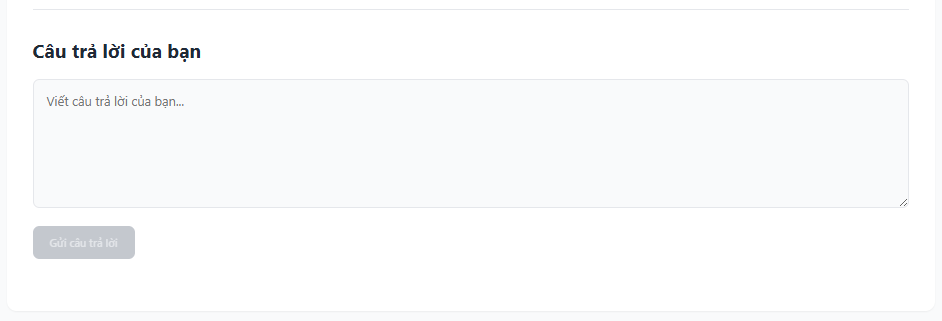 Câu trả lời của bạn
Viết câu trả lời của bạn...
Gửi câu trả lời